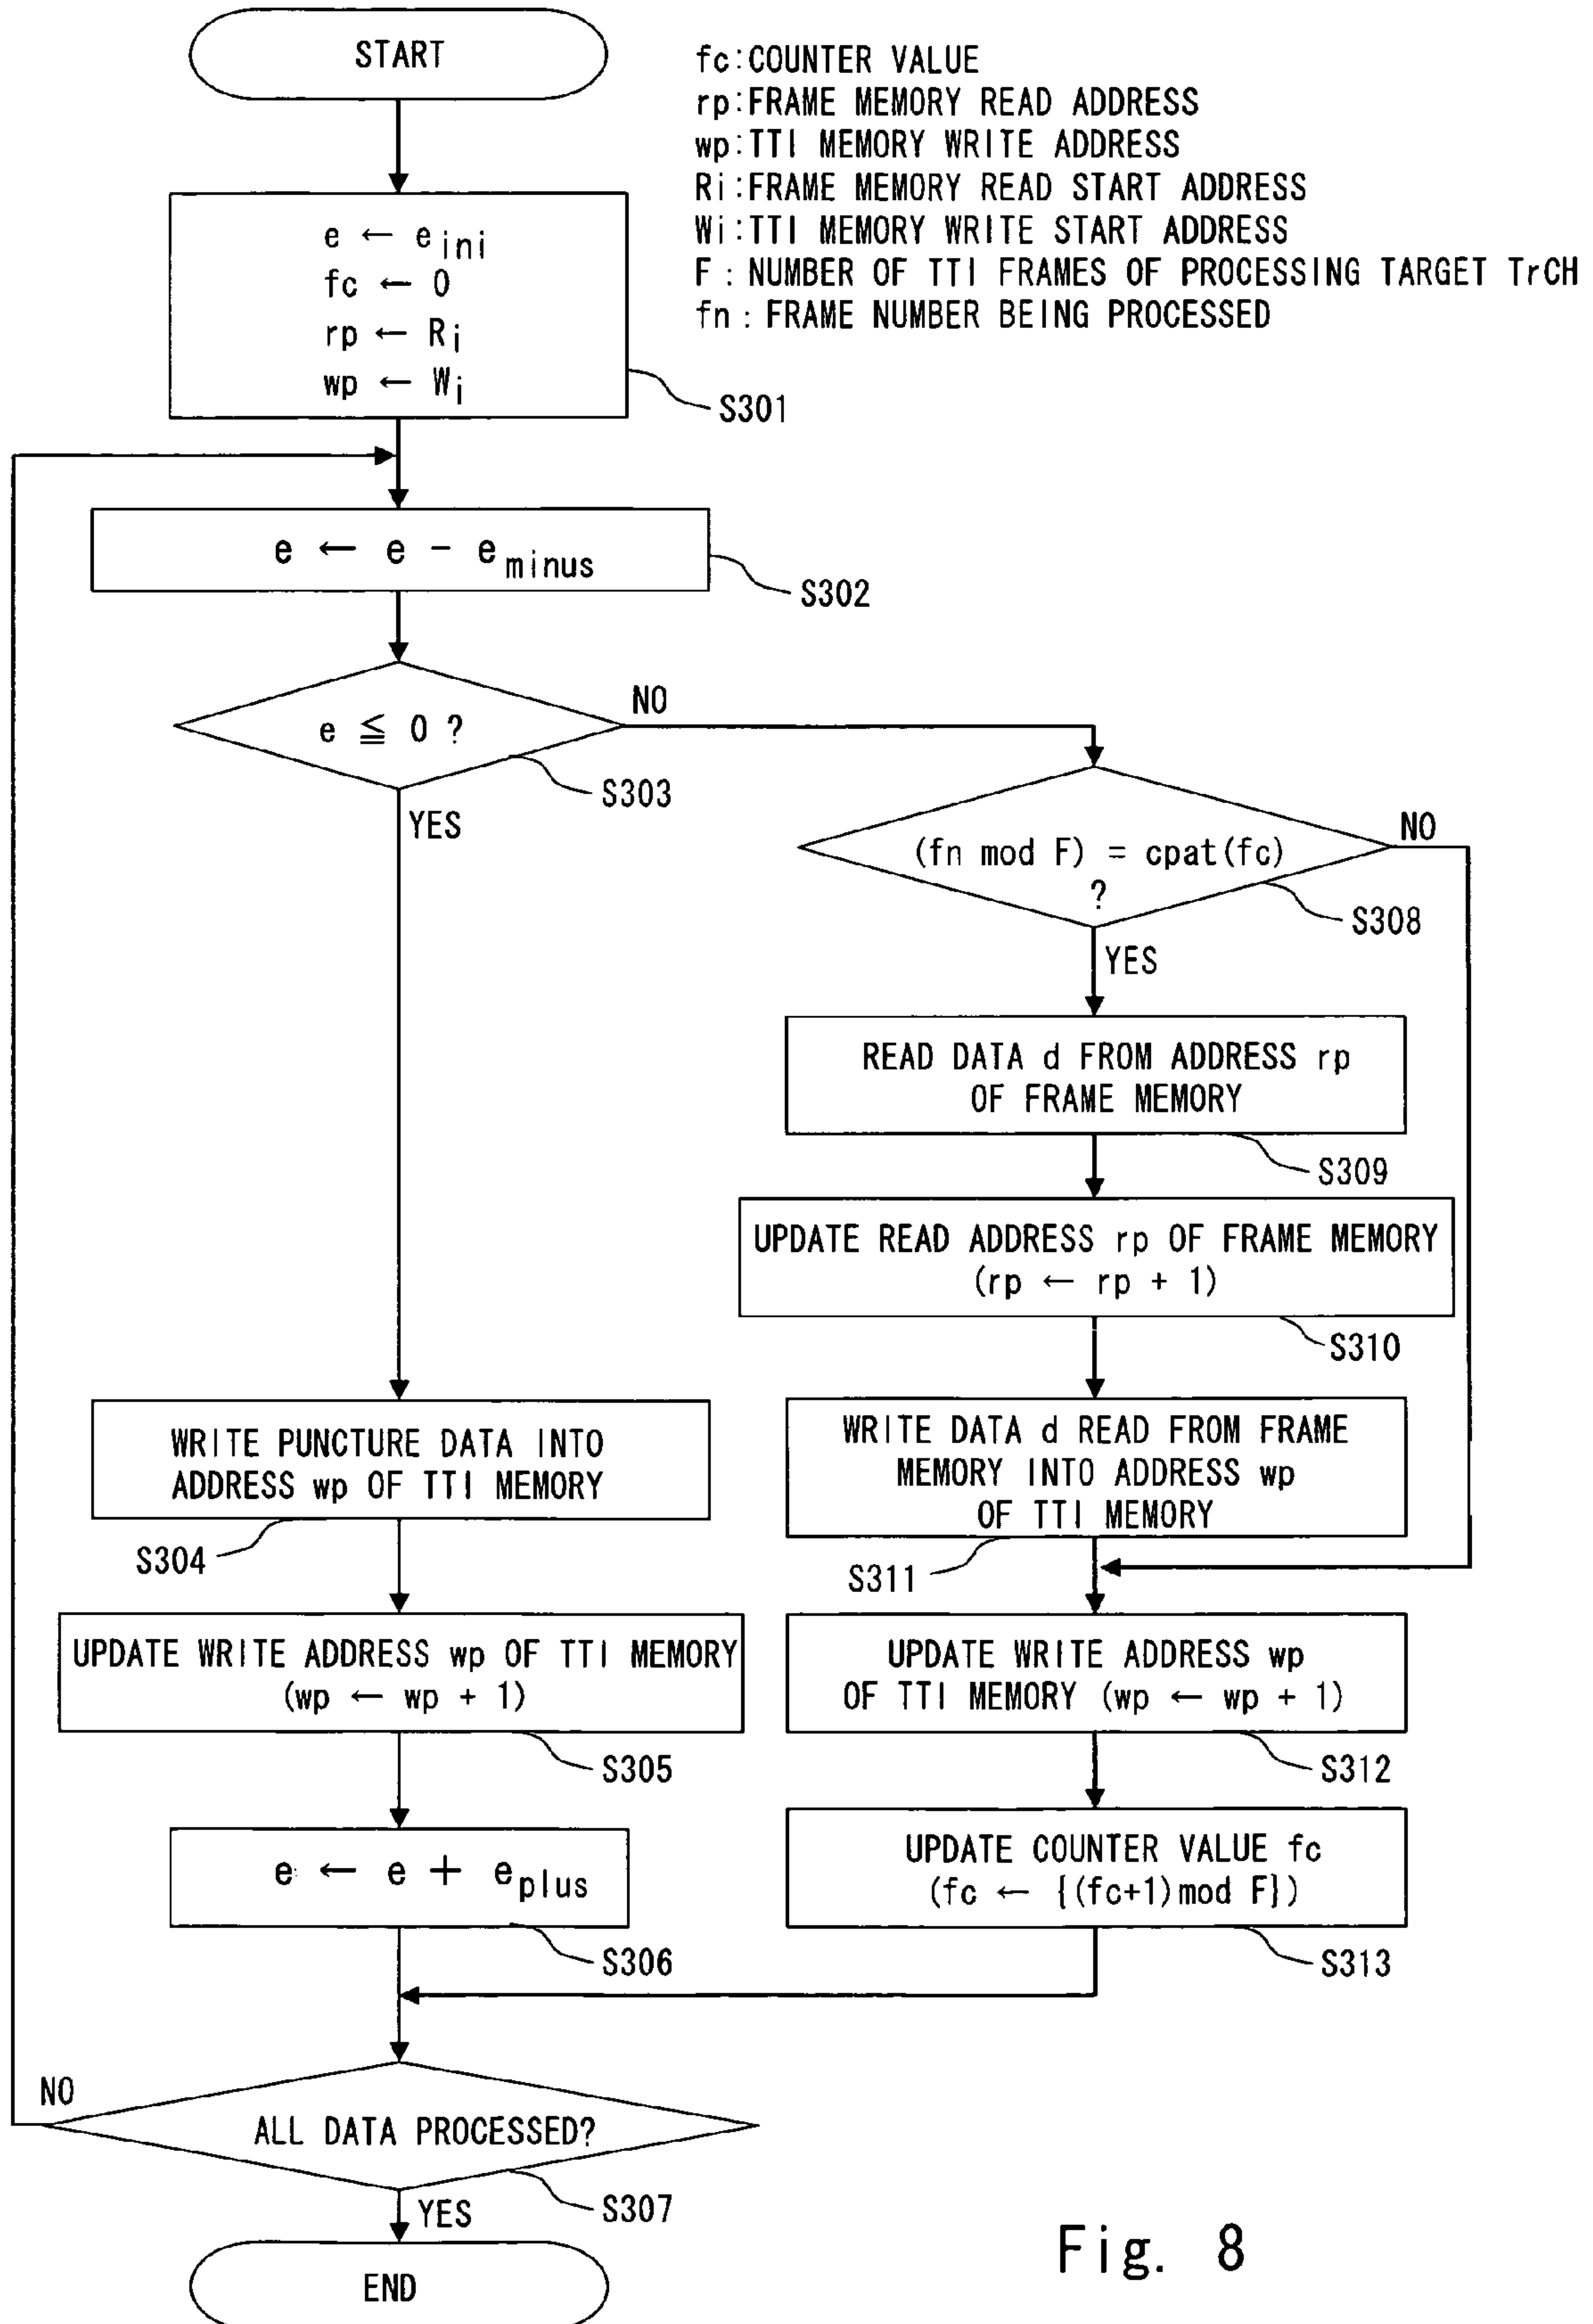 START
fc:COUNTER VALUE
rp:FRAME MEMORY READ ADDRESS
wp:TTI MEMORY WRITE ADDRESS
Ri:FRAME MEMORY READ START ADDRESS
Wi:TTI MEMORY WRITE START ADDRESS
F : NUMBER OF TTI FRAMES OF PROCESSING TARGET TrCH
fn : FRAME NUMBER BEING PROCESSED
e ← e ini
fc ← 0
rp ← Ri
wp ← Wi
S301
e ← e - e minus
S302
e ≦ 0 ?
NO
S303
YES
(fn mod F) = cpat(fc)
?
NO
S308
YES
READ DATA d FROM ADDRESS rp
OF FRAME MEMORY
S309
UPDATE READ ADDRESS rp OF FRAME MEMORY
(rp ← rp + 1)
S310
WRITE PUNCTURE DATA INTO
ADDRESS wp OF TTI MEMORY
S304
WRITE DATA d READ FROM FRAME
MEMORY INTO ADDRESS wp
OF TTI MEMORY
S311
UPDATE WRITE ADDRESS wp OF TTI MEMORY
(wp ← wp + 1)
S305
UPDATE WRITE ADDRESS wp
OF TTI MEMORY (wp ← wp + 1)
S312
e ← e + e plus
S306
UPDATE COUNTER VALUE fc
(fc ← {(fc+1)mod F})
S313
NO
ALL DATA PROCESSED?
S307
YES
END
Fig. 8